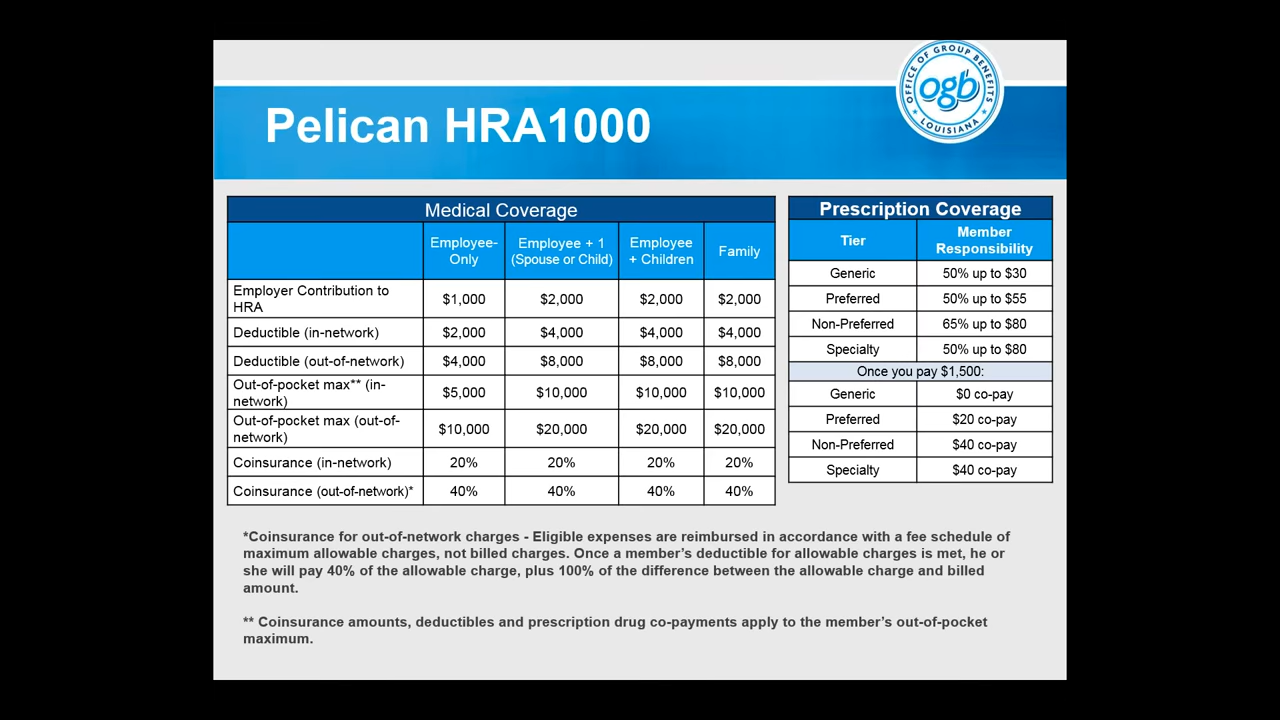 OFFICE OF GROUP BENEFITS
ogb
LOUISIANA
Pelican HRA1000
Medical Coverage
Employee-
Only
Employee + 1
(Spouse or Child)
Employee
+ Children
Family
Employer Contribution to
HRA
$1,000
$2,000
$2,000
$2,000
Deductible (in-network)
$2,000
$4,000
$4,000
$4,000
Deductible (out-of-network)
$4,000
$8,000
$8,000
$8,000
Out-of-pocket max** (in-
network)
$5,000
$10,000
$10,000
$10,000
Out-of-pocket max (out-of-
network)
$10,000
$20,000
$20,000
$20,000
Coinsurance (in-network)
20%
20%
20%
20%
Coinsurance (out-of-network)*
40%
40%
40%
40%
Prescription Coverage
Tier
Member
Responsibility
Generic
50% up to $30
Preferred
50% up to $55
Non-Preferred
65% up to $80
Specialty
50% up to $80
Once you pay $1,500:
Generic
$0 co-pay
Preferred
$20 co-pay
Non-Preferred
$40 co-pay
Specialty
$40 co-pay
*Coinsurance for out-of-network charges - Eligible expenses are reimbursed in accordance with a fee schedule of
maximum allowable charges, not billed charges. Once a member’s deductible for allowable charges is met, he or
she will pay 40% of the allowable charge, plus 100% of the difference between the allowable charge and billed
amount.
** Coinsurance amounts, deductibles and prescription drug co-payments apply to the member’s out-of-pocket
maximum.